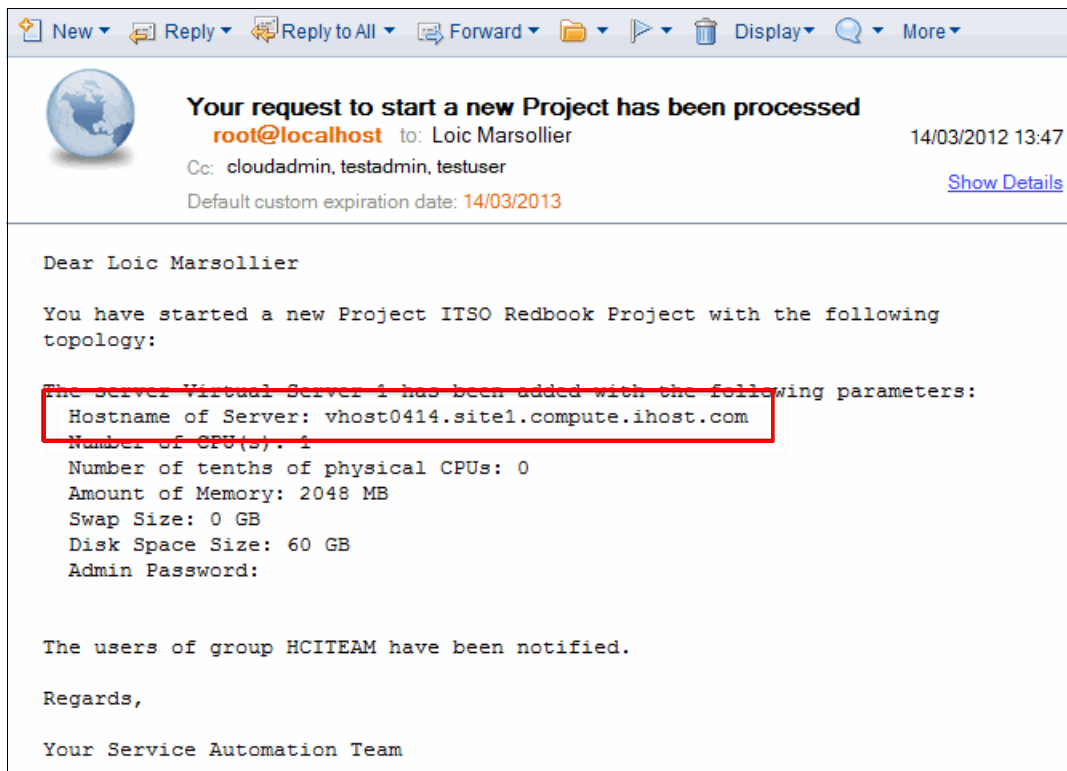 New Reply Reply to All Forward Display More
Your request to start a new Project has been processed
root@localhost to: Loic Marsollier 14/03/2012 13:47
Cc: cloudadmin, testadmin, testuser
Show Details
Default custom expiration date: 14/03/2013
Dear Loic Marsollier
You have started a new Project ITSO Redbook Project with the following
topology:
The server Virtual Server 1 has been added with the following parameters:
Hostname of Server: vhost0414.site1.compute.ihost.com
Number of CPU(s): 1
Number of tenths of physical CPUs: 0
Amount of Memory: 2048 MB
Swap Size: 0 GB
Disk Space Size: 60 GB
Admin Password:
The users of group HCITEAM have been notified.
Regards,
Your Service Automation Team